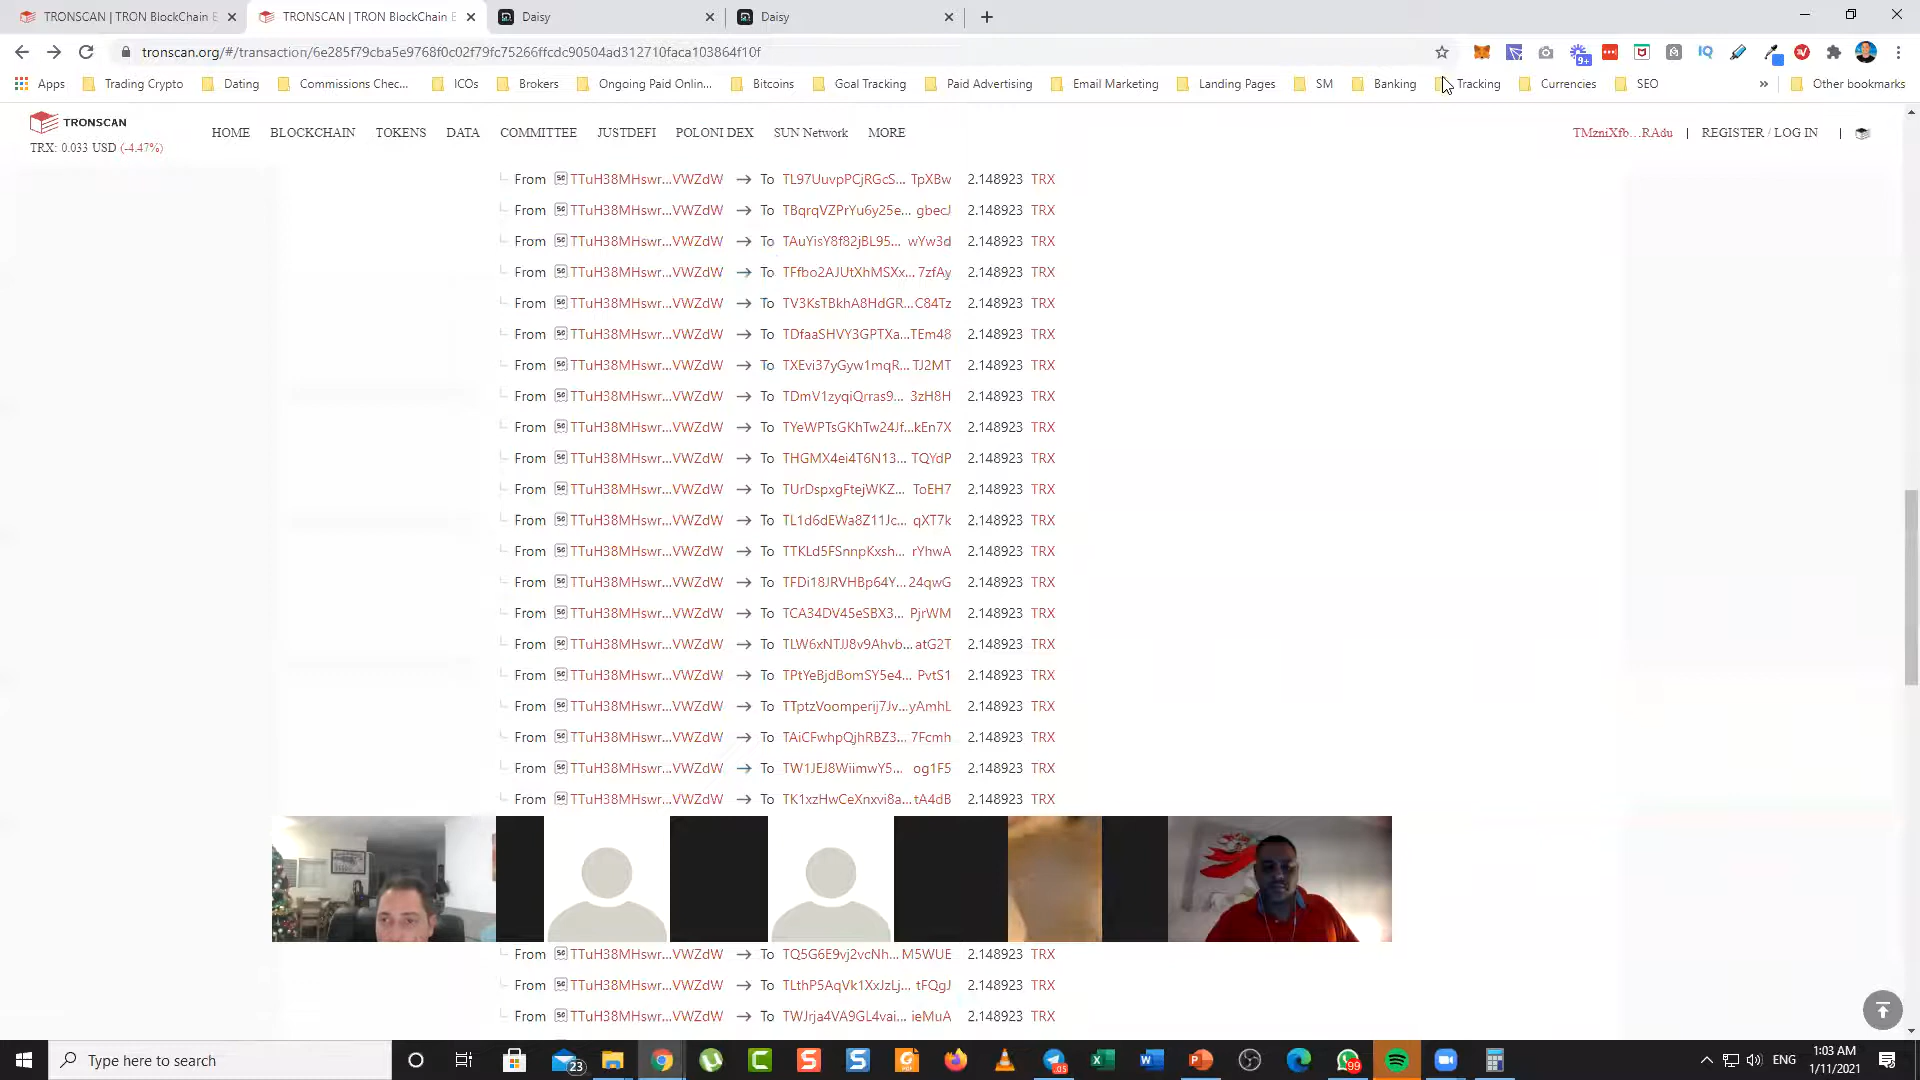 TRONSCAN | TRON BlockChain E
TRONSCAN | TRON BlockChain E
Daisy
Daisy
tronscan.org/#/transaction/6e285f79cba5e9768f0c02f79fc75266ffcdc90504ad312710faca103864f10f
9+
Apps
Trading Crypto
Dating
Commissions Chec...
ICOs
Brokers
Ongoing Paid Onlin...
Bitcoins
Goal Tracking
Paid Advertising
Email Marketing
Landing Pages
SM
Banking
Tracking
Currencies
SEO
»
Other bookmarks
TRONSCAN
TRX: 0.033 USD (-4.47%)
HOME
BLOCKCHAIN
TOKENS
DATA
COMMITTEE
JUSTDEFI
POLONI DEX
SUN Network
MORE
TMzniXfb...RAdu | REGISTER / LOG IN |
From TTuH38MHswr...VWZdW → To TL97UuvpPCjRGcS... TpXBw 2.148923 TRX
From TTuH38MHswr...VWZdW → To TBqrqVZPrYu6y25e... gbecJ 2.148923 TRX
From TTuH38MHswr...VWZdW → To TAuYisY8f82jBL95... wYw3d 2.148923 TRX
From TTuH38MHswr...VWZdW → To TFfbo2AJUtXhMSXx... 7zfAy 2.148923 TRX
From TTuH38MHswr...VWZdW → To TV3KsTBkhA8HdGR...C84Tz 2.148923 TRX
From TTuH38MHswr...VWZdW → To TDfaaSHVY3GPTXa...TEm48 2.148923 TRX
From TTuH38MHswr...VWZdW → To TXEvi37yGyw1mqR... TJ2MT 2.148923 TRX
From TTuH38MHswr...VWZdW → To TDmV1zyqiQrras9... 3zH8H 2.148923 TRX
From TTuH38MHswr...VWZdW → To TYeWPTsGKhTw24Jf...kEn7X 2.148923 TRX
From TTuH38MHswr...VWZdW → To THGMX4ei4T6N13... TQYdP 2.148923 TRX
From TTuH38MHswr...VWZdW → To TUrDspxgFtejWKZ... ToEH7 2.148923 TRX
From TTuH38MHswr...VWZdW → To TL1d6dEWa8Z11Jc... qXT7k 2.148923 TRX
From TTuH38MHswr...VWZdW → To TTKLd5FSnnpKxsh... rYhwA 2.148923 TRX
From TTuH38MHswr...VWZdW → To TFDi18JRVHBp64Y... 24qwG 2.148923 TRX
From TTuH38MHswr...VWZdW → To TCA34DV45eSBX3... PjrWM 2.148923 TRX
From TTuH38MHswr...VWZdW → To TLW6xNTJJ8v9Ahvb... atG2T 2.148923 TRX
From TTuH38MHswr...VWZdW → To TPtYeBjdBomSY5e4... PvtS1 2.148923 TRX
From TTuH38MHswr...VWZdW → To TTptzVoomperij7Jv...yAmhL 2.148923 TRX
From TTuH38MHswr...VWZdW → To TAiCFwhpQjhRBZ3... 7Fcmh 2.148923 TRX
From TTuH38MHswr...VWZdW → To TW1JEJ8WiimwY5... og1F5 2.148923 TRX
From TTuH38MHswr...VWZdW → To TK1xzHwCeXnxvi8a...tA4dB 2.148923 TRX
From TTuH38MHswr...VWZdW → To TQ5G6E9vj2vcNh... M5WUE 2.148923 TRX
From TTuH38MHswr...VWZdW → To TLthP5AqVk1XxJzLj... tFQgJ 2.148923 TRX
From TTuH38MHswr...VWZdW → To TWJrja4VA9GL4vai... ieMuA 2.148923 TRX
Type here to search
23
.05
99
ENG
1:03 AM
1/11/2021